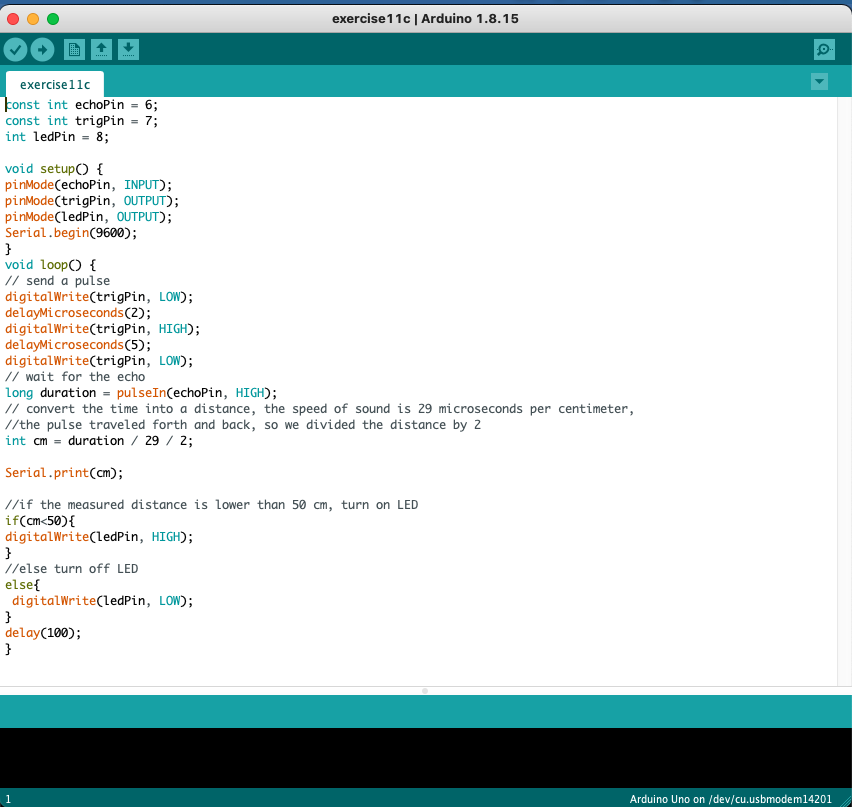 exercise11c | Arduino 1.8.15
exercise11c
const int echoPin = 6;
const int trigPin = 7;
int ledPin = 8;

void setup() {
pinMode(echoPin, INPUT);
pinMode(trigPin, OUTPUT);
pinMode(ledPin, OUTPUT);
Serial.begin(9600);
}
void loop() {
// send a pulse
digitalWrite(trigPin, LOW);
delayMicroseconds(2);
digitalWrite(trigPin, HIGH);
delayMicroseconds(5);
digitalWrite(trigPin, LOW);
// wait for the echo
long duration = pulseIn(echoPin, HIGH);
// convert the time into a distance, the speed of sound is 29 microseconds per centimeter,
//the pulse traveled forth and back, so we divided the distance by 2
int cm = duration / 29 / 2;

Serial.print(cm);

//if the measured distance is lower than 50 cm, turn on LED
if(cm<50){
digitalWrite(ledPin, HIGH);
}
//else turn off LED
else{
 digitalWrite(ledPin, LOW);
}
delay(100);
}
1
Arduino Uno on /dev/cu.usbmodem14201